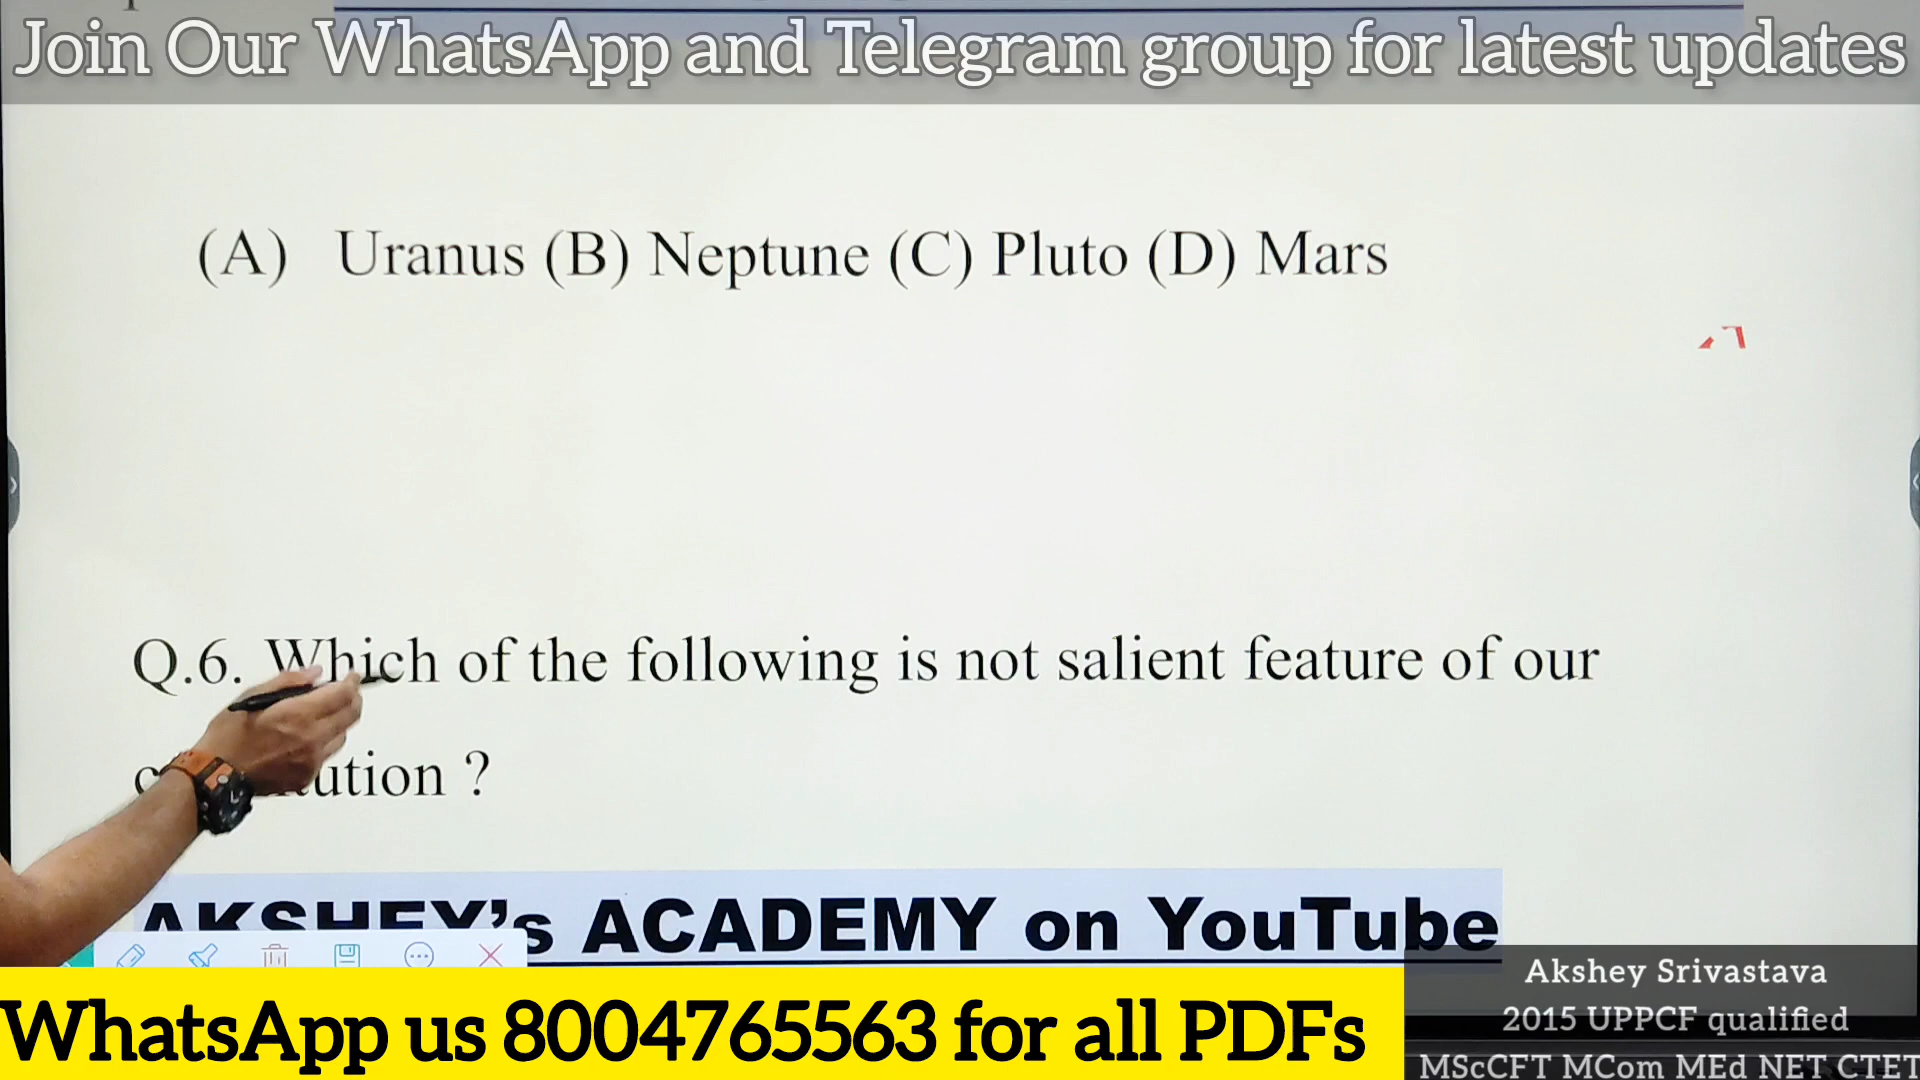 Join Our WhatsApp and Telegram group for latest updates
(A) Uranus (B) Neptune (C) Pluto (D) Mars
Q.6. Which of the following is not salient feature of our
ution ?
AKSHEY’s ACADEMY on YouTube
WhatsApp us 8004765563 for all PDFs
Akshey Srivastava
2015 UPPCF qualified
MScCFT MCom MEd NET CTET